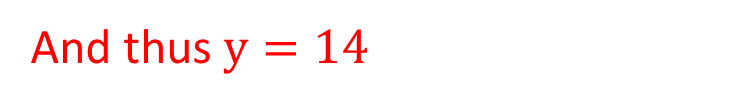 And thus y = 14